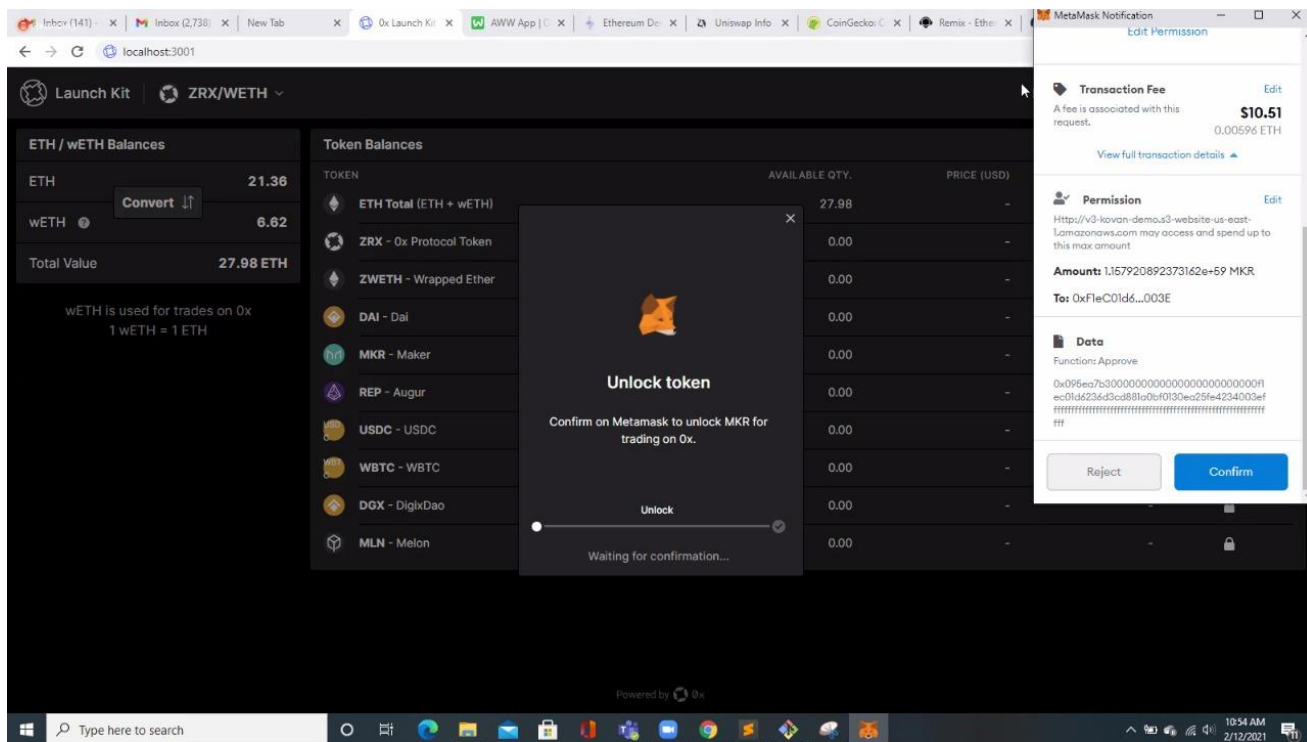 Inbox (141) -
Inbox (2,738)
New Tab
0x Launch Kit
AWW App |
Ethereum De
Uniswap Info
CoinGecko:
Remix - Ether
MetaMask Notification
localhost:3001
Edit Permission
Launch Kit
ZRX/WETH
Transaction Fee
Edit
A fee is associated with this
request.
$10.51
0.00596 ETH
View full transaction details
ETH / wETH Balances
ETH
21.36
Convert
wETH
6.62
Total Value
27.98 ETH
wETH is used for trades on 0x
1 wETH = 1 ETH
Token Balances
TOKEN
AVAILABLE QTY.
PRICE (USD)
ETH Total (ETH + wETH)
27.98
-
ZRX - 0x Protocol Token
0.00
-
ZWETH - Wrapped Ether
0.00
-
DAI - Dai
0.00
-
MKR - Maker
0.00
-
REP - Augur
0.00
-
USDC - USDC
0.00
-
WBTC - WBTC
0.00
-
DGX - DigixDao
0.00
-
-
MLN - Melon
0.00
-
-
Unlock token
Confirm on Metamask to unlock MKR for
trading on 0x.
Unlock
Waiting for confirmation...
Permission
Edit
Http://v3-kovan-demo.s3-website-us-east-
1.amazonaws.com may access and spend up to
this max amount
Amount: 1.157920892373162e+59 MKR
To: 0xF1eC01d6...003E
Data
Function: Approve
Reject
Confirm
Powered by 0x
Type here to search
10:54 AM
2/12/2021